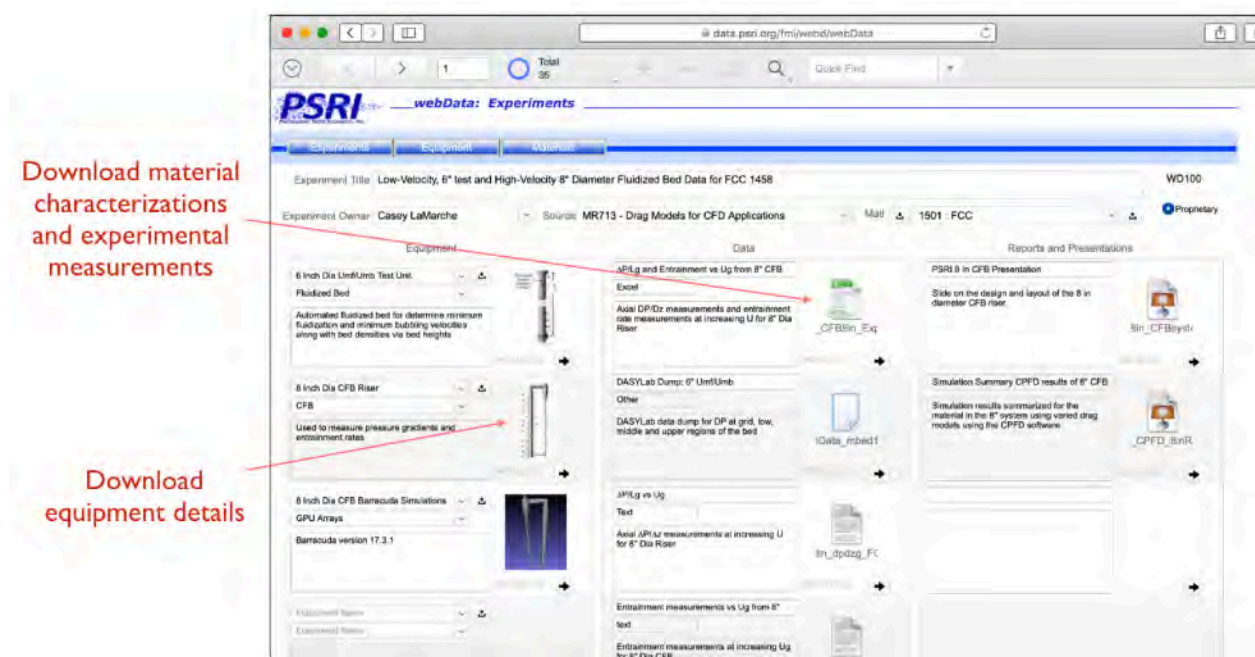 data.psri.org/fmi/webd/webData
1
Total
35
Quick Find
PSRI
webData: Experiments
Experiments
Equipment
Materials
Download material
characterizations
and experimental
measurements
Experiment Title
Low-Velocity, 6" test and High-Velocity 8" Diameter Fluidized Bed Data for FCC 1458
WD100
Experiment Owner
Casey LaMarche
Source
MR713 - Drag Models for CFD Applications
Matl
1501 : FCC
Proprietary
Equipment
6 Inch Dia Umf/Umb Test Unit
Fluidized Bed
Automated fluidized bed for determine minimum
fluidization and minimum bubbling velocities
along with bed densities via bed heights
8 Inch Dia CFB Riser
CFB
Used to measure pressure gradients and
entrainment rates
Download
equipment details
8 Inch Dia CFB Barracuda Simulations
GPU Arrays
Barracuda version 17.3.1
Equipment Name
Equipment Name
Data
ΔP/Lg and Entrainment vs Ug from 8" CFB
Excel
Axial DP/Dz measurements and entrainment
rate measurements at increasing U for 8" Dia
Riser
_CFB8in_Exp
DASYLab Dump: 6" Umf/Umb
Other
DASYLab data dump for DP at grid, low,
middle and upper regions of the bed
ΔP/Lg vs Ug
Text
Axial ΔP/Δz measurements at increasing U
for 8" Dia Riser
Entrainment measurements vs Ug from 8"
text
Entrainment measurements at increasing Ug
for 8" Dia CFB
Reports and Presentations
PSRI 8 in CFB Presentation
Slide on the design and layout of the 8 in
diameter CFB riser.
8in_CFBsyste
Simulation Summary CPFD results of 8" CFB
Simulation results summarized for the
material in the 8" system using varied drag
models using the CPFD software
_CPFD_8inR